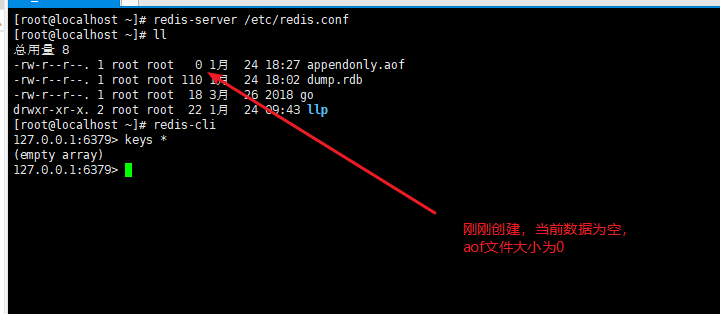 [root@localhost ~]# redis-server /etc/redis.conf
[root@localhost ~]# ll
总用量 8
-rw-r--r--. 1 root root   0 1月  24 18:27 appendonly.aof
-rw-r--r--. 1 root root 110 1月  24 18:02 dump.rdb
-rw-r--r--. 1 root root  18 3月  26 2018 go
drwxr-xr-x. 2 root root  22 1月  24 09:43 llp
[root@localhost ~]# redis-cli
127.0.0.1:6379> keys *
(empty array)
127.0.0.1:6379>
刚刚创建，当前数据为空，
aof文件大小为0